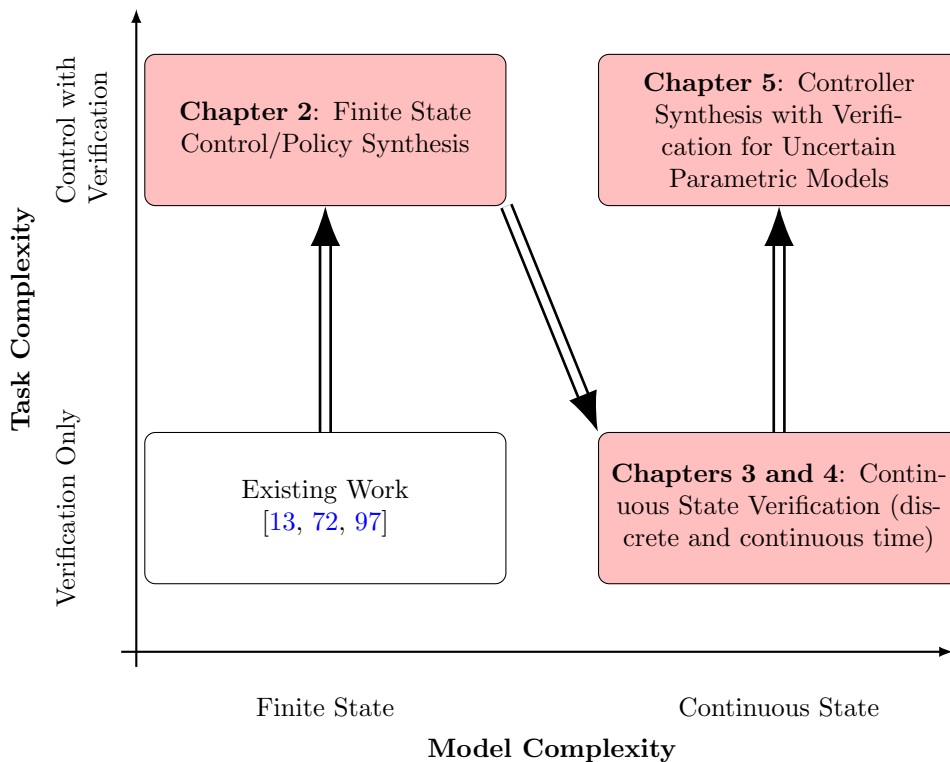 Control with
Verification
Chapter 2: Finite State
Control/Policy Synthesis
Chapter 5: Controller
Synthesis with Verifi-
cation for Uncertain
Parametric Models
Task Complexity
Verification Only
Existing Work
[13, 72, 97]
Chapters 3 and 4: Contin-
uous State Verification (dis-
crete and continuous time)
Finite State
Continuous State
Model Complexity